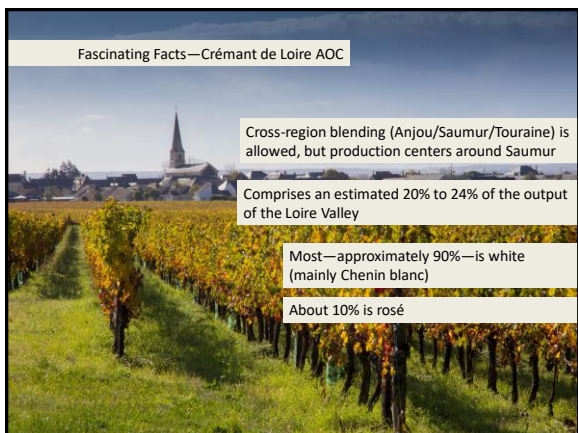 Fascinating Facts—Crémant de Loire AOC
Cross-region blending (Anjou/Saumur/Touraine) is
allowed, but production centers around Saumur
Comprises an estimated 20% to 24% of the output
of the Loire Valley
Most—approximately 90%—is white
(mainly Chenin blanc)
About 10% is rosé